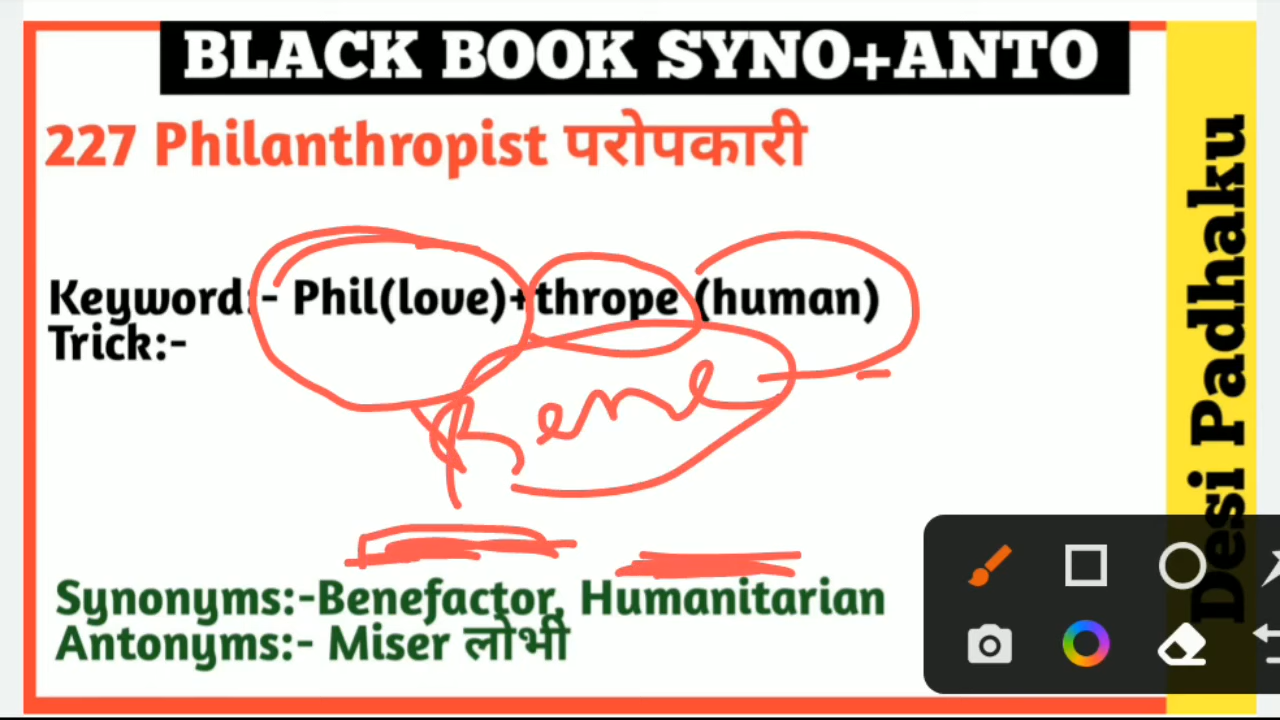 BLACK BOOK SYNO+ANTO
227 Philanthropist परोपकारी
Keyword:- Phil(love)+thrope (human)
Trick:-
Synonyms:-Benefactor, Humanitarian
Antonyms:- Miser लोभी
Desi Padhaku